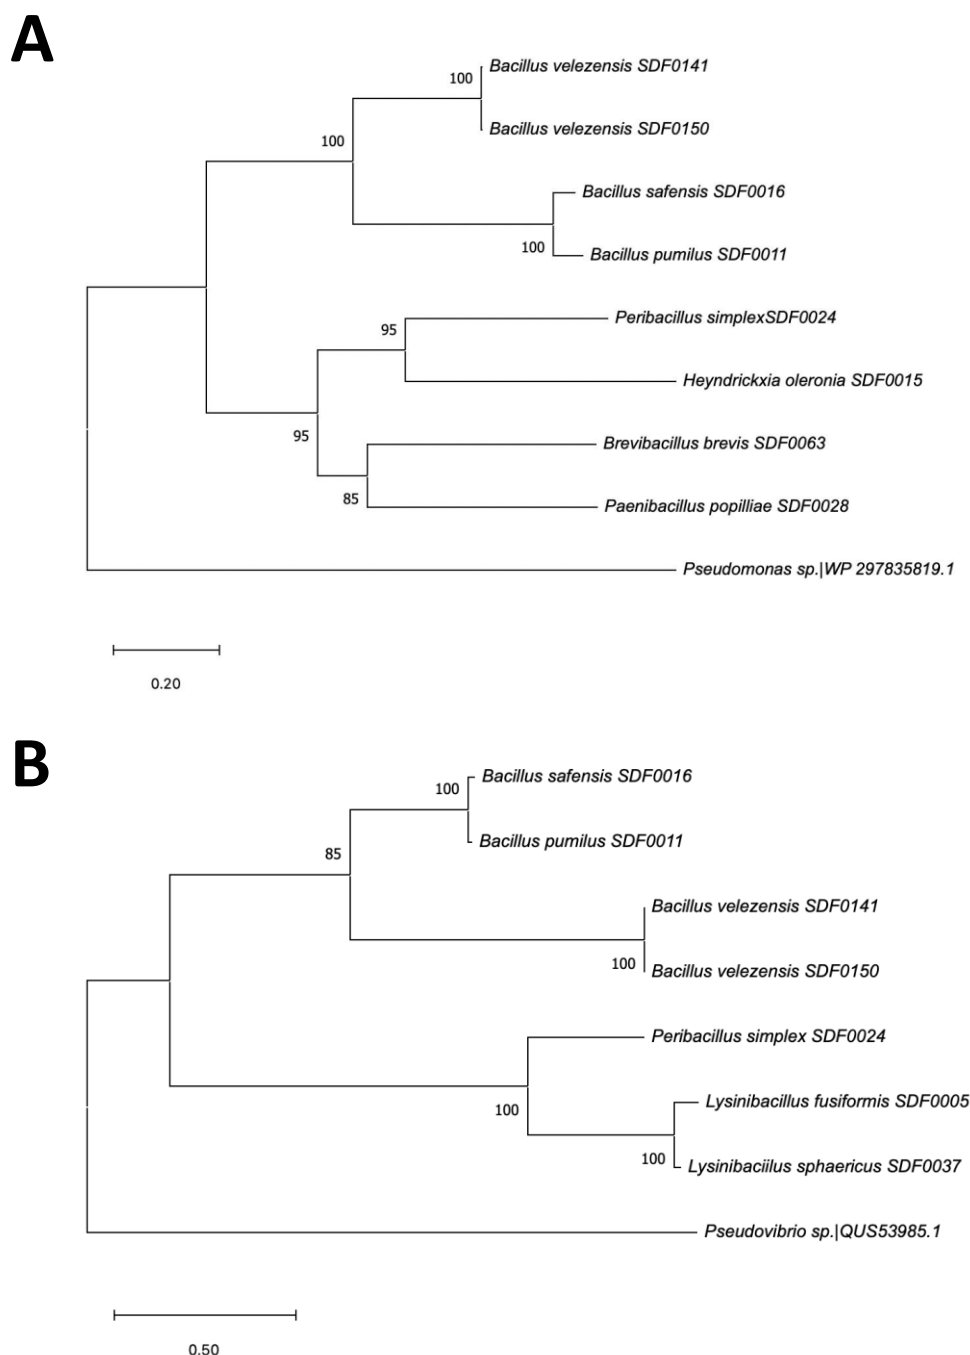 A
Bacillus velezensis SDF0141
100
Bacillus velezensis SDF0150
100
Bacillus safensis SDF0016
100
Bacillus pumilus SDF0011
Peribacillus simplexSDF0024
95
Heyndrickxia oleronia SDF0015
95
Brevibacillus brevis SDF0063
85
Paenibacillus popilliae SDF0028
Pseudomonas sp.|WP 297835819.1
0.20
B
Bacillus safensis SDF0016
100
Bacillus pumilus SDF0011
85
Bacillus velezensis SDF0141
100
Bacillus velezensis SDF0150
Peribacillus simplex SDF0024
100
Lysinibacillus fusiformis SDF0005
100
Lysinibaciilus sphaericus SDF0037
Pseudovibrio sp.|QUS53985.1
0.50